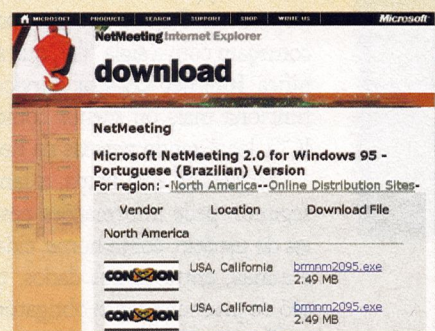 MICROSOFT PRODUCTS SEARCH SUPPORT SHOP WRITE US Microsoft
NetMeeting Internet Explorer
download
NetMeeting
Microsoft NetMeeting 2.0 for Windows 95 -
Portuguese (Brazilian) Version
For region: -North America--Online Distribution Sites-
Vendor Location Download File
North America
CONXION USA, California brmnm2095.exe
2.49 MB
CONXION USA, California brmnm2095.exe
2.49 MB